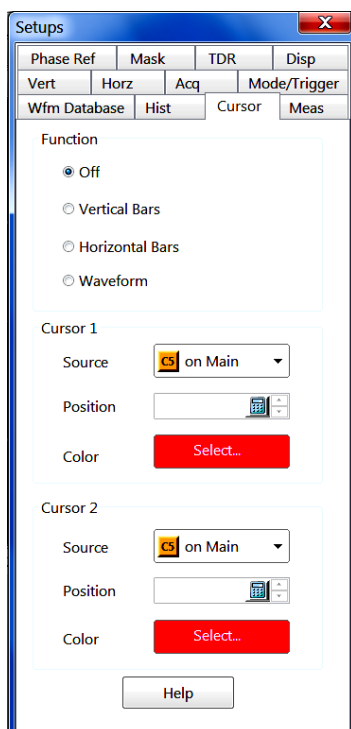 Setups
X
Phase Ref Mask TDR Disp
Vert Horz Acq Mode/Trigger
Wfm Database Hist Cursor Meas
Function
Off
Vertical Bars
Horizontal Bars
Waveform
Cursor 1
Source C5 on Main
Position
Color Select...
Cursor 2
Source C5 on Main
Position
Color Select...
Help